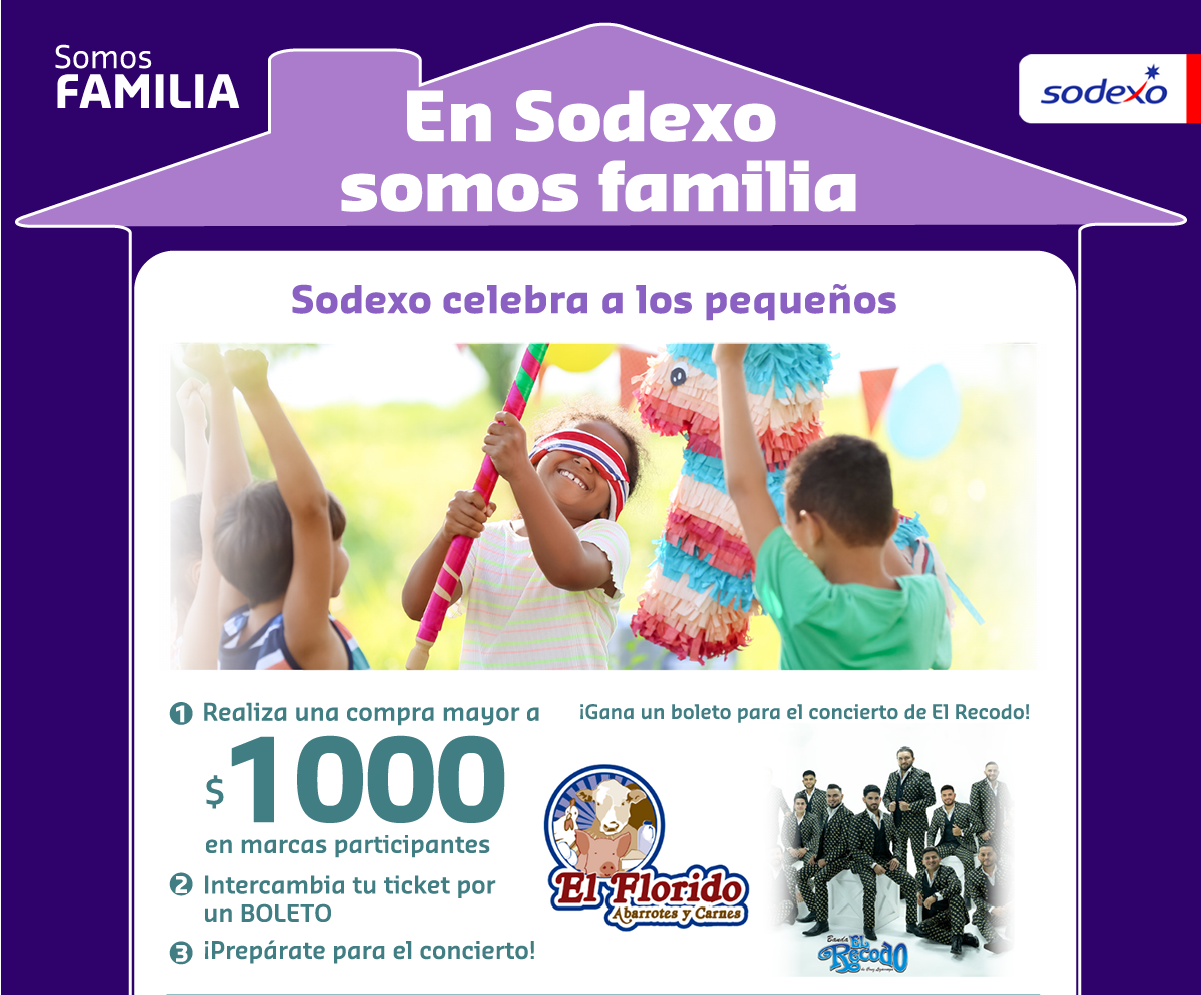 Somos
FAMILIA
sodexo
En Sodexo
somos familia
Sodexo celebra a los pequeños
1 Realiza una compra mayor a
$1000
en marcas participantes
2 Intercambia tu ticket por
un BOLETO
3 ¡Prepárate para el concierto!
¡Gana un boleto para el concierto de El Recodo!
El Florido
Abarrotes y Carnes
Banda
EL
Recodo